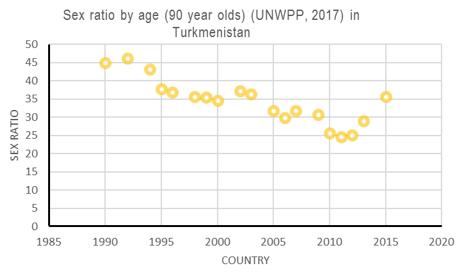 Sex ratio by age (90 year olds) (UNWPP, 2017) in
Turkmenistan
50
45
40
35
30
25
20
15
10
5
0
SEX RATIO
1985 1990 1995 2000 2005 2010 2015 2020
COUNTRY